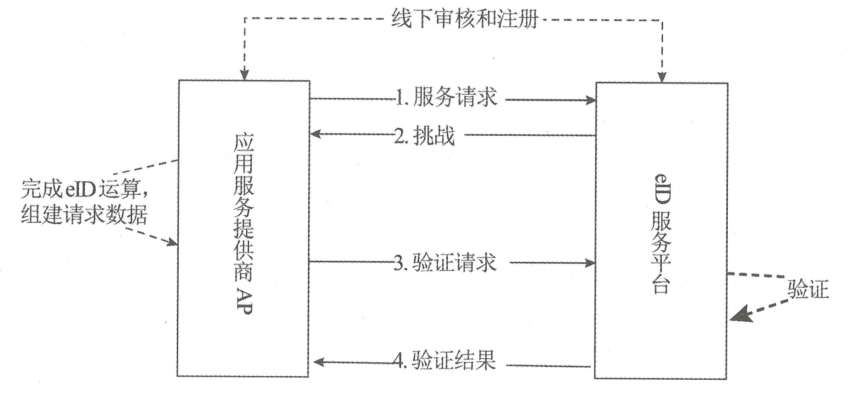 线下审核和注册
1. 服务请求
2. 挑战
应用服务提供商 AP
完成eID运算，
组建请求数据
eID 服务平台
3. 验证请求
验证
4. 验证结果